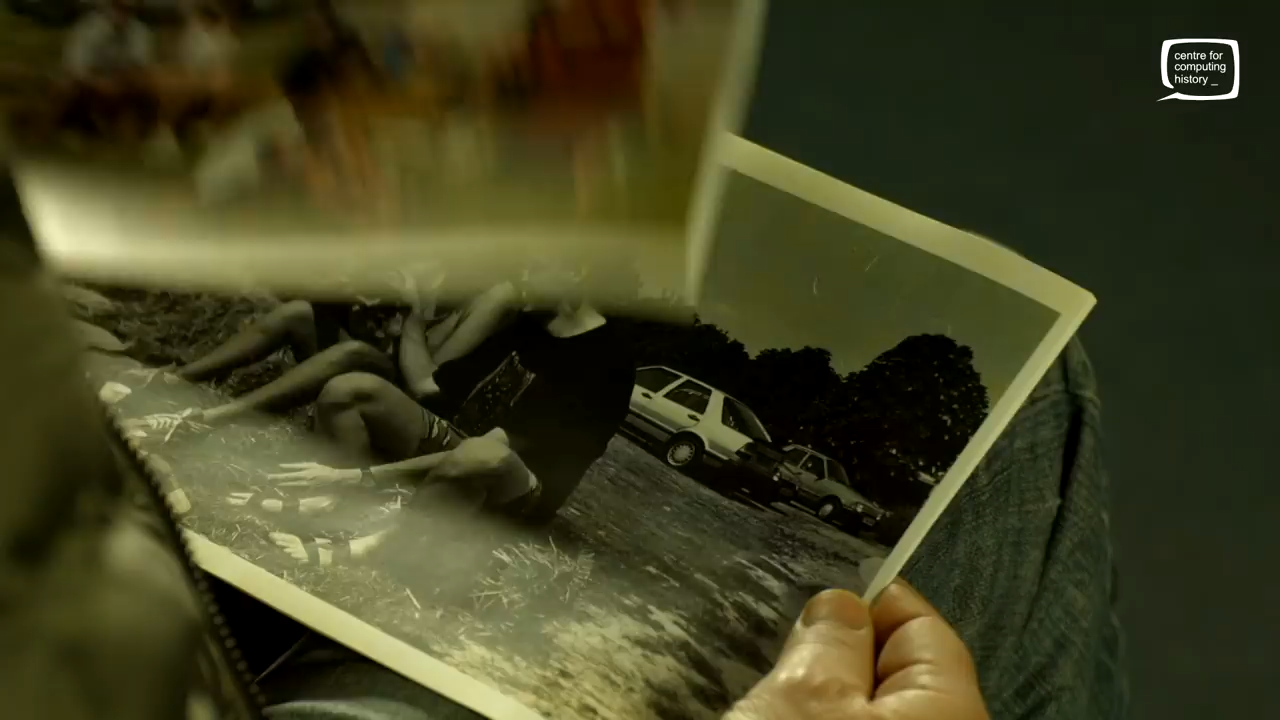 centre for
computing
history _